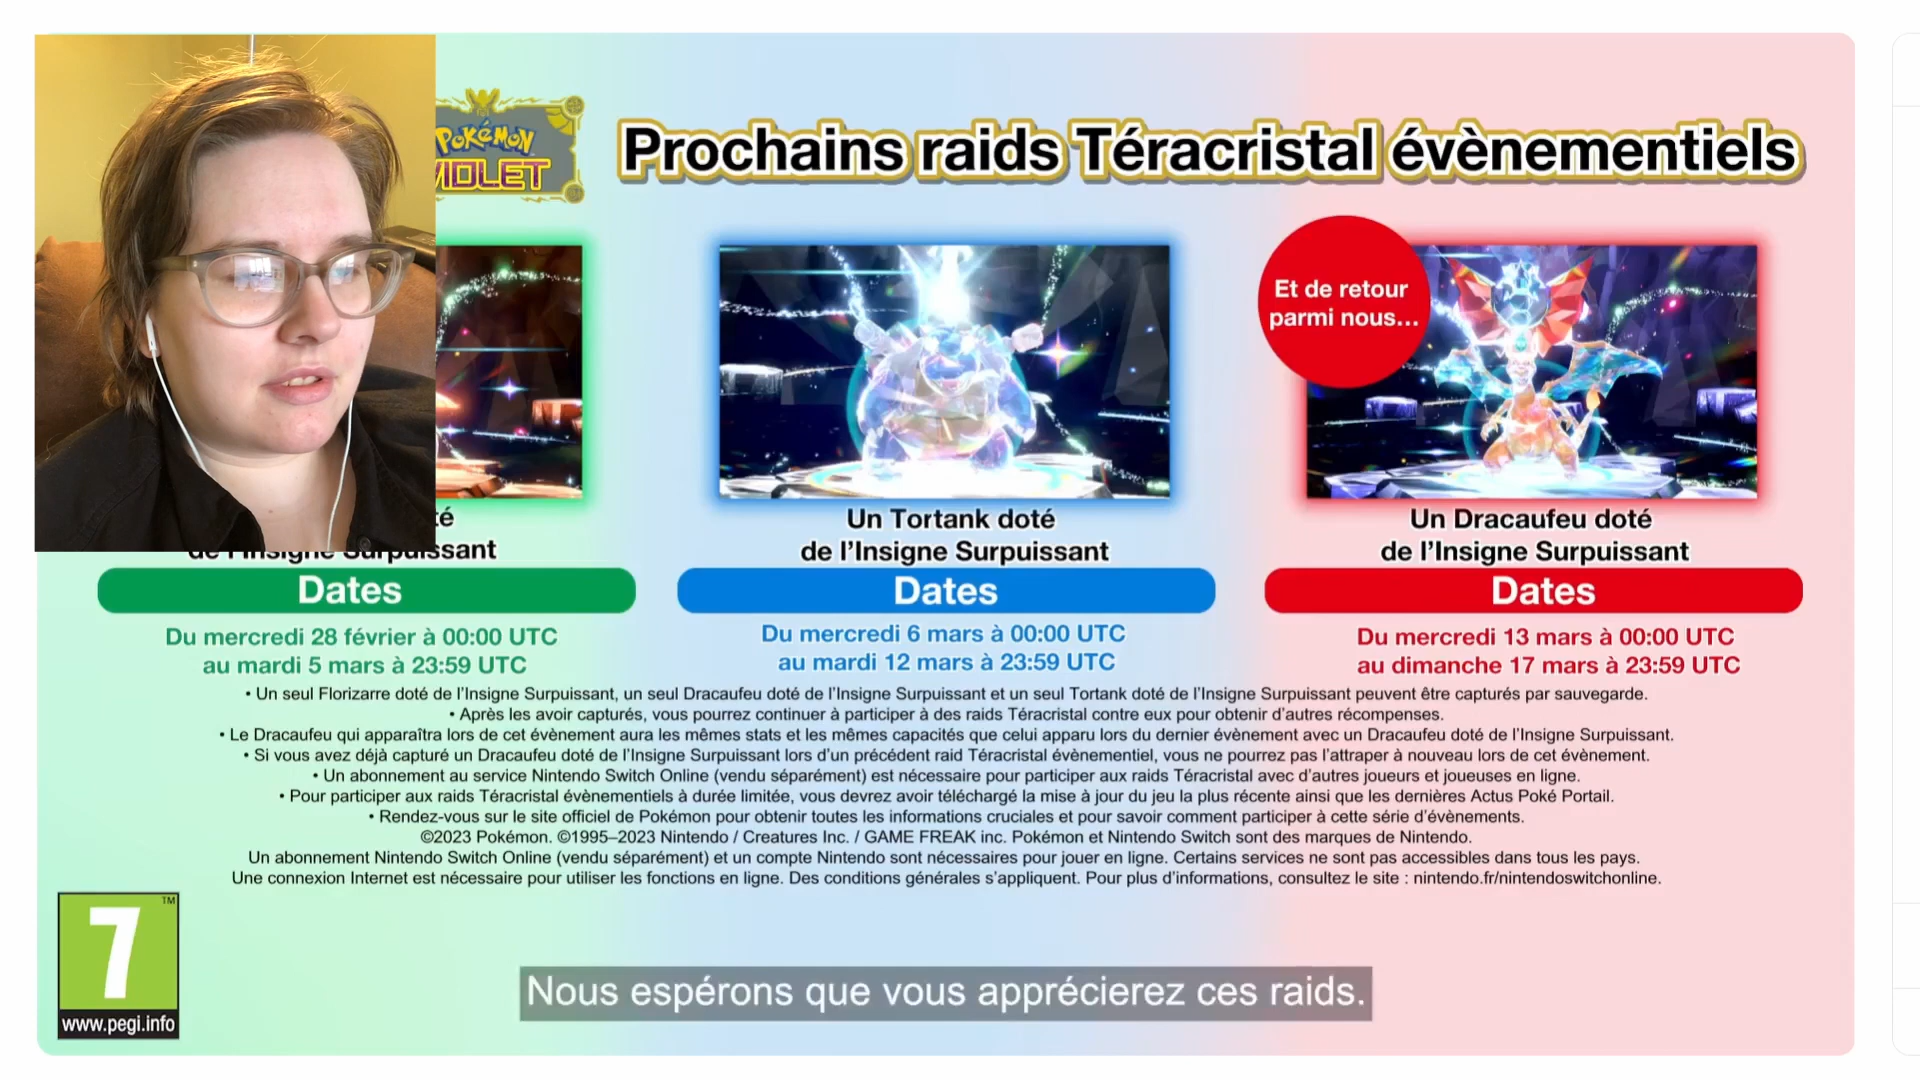 POKÉMON
VIOLET
Prochains raids Téracristal évènementiels
Et de retour
parmi nous...
té
de l'Insigne Surpuissant
Un Tortank doté
de l'Insigne Surpuissant
Un Dracaufeu doté
de l'Insigne Surpuissant
Dates
Dates
Dates
Du mercredi 28 février à 00:00 UTC
au mardi 5 mars à 23:59 UTC
Du mercredi 6 mars à 00:00 UTC
au mardi 12 mars à 23:59 UTC
Du mercredi 13 mars à 00:00 UTC
au dimanche 17 mars à 23:59 UTC
• Un seul Florizarre doté de l'Insigne Surpuissant, un seul Dracaufeu doté de l'Insigne Surpuissant et un seul Tortank doté de l'Insigne Surpuissant peuvent être capturés par sauvegarde.
• Après les avoir capturés, vous pourrez continuer à participer à des raids Téracristal contre eux pour obtenir d'autres récompenses.
• Le Dracaufeu qui apparaîtra lors de cet évènement aura les mêmes stats et les mêmes capacités que celui apparu lors du dernier évènement avec un Dracaufeu doté de l'Insigne Surpuissant.
• Si vous avez déjà capturé un Dracaufeu doté de l'Insigne Surpuissant lors d'un précédent raid Téracristal évènementiel, vous ne pourrez pas l'attraper à nouveau lors de cet évènement.
• Un abonnement au service Nintendo Switch Online (vendu séparément) est nécessaire pour participer aux raids Téracristal avec d'autres joueurs et joueuses en ligne.
• Pour participer aux raids Téracristal évènementiels à durée limitée, vous devrez avoir téléchargé la mise à jour du jeu la plus récente ainsi que les dernières Actus Poké Portail.
• Rendez-vous sur le site officiel de Pokémon pour obtenir toutes les informations cruciales et pour savoir comment participer à cette série d'évènements.
©2023 Pokémon. ©1995–2023 Nintendo / Creatures Inc. / GAME FREAK inc. Pokémon et Nintendo Switch sont des marques de Nintendo.
Un abonnement Nintendo Switch Online (vendu séparément) et un compte Nintendo sont nécessaires pour jouer en ligne. Certains services ne sont pas accessibles dans tous les pays.
Une connexion Internet est nécessaire pour utiliser les fonctions en ligne. Des conditions générales s'appliquent. Pour plus d'informations, consultez le site : nintendo.fr/nintendoswitchonline.
7
TM
www.pegi.info
Nous espérons que vous apprécierez ces raids.